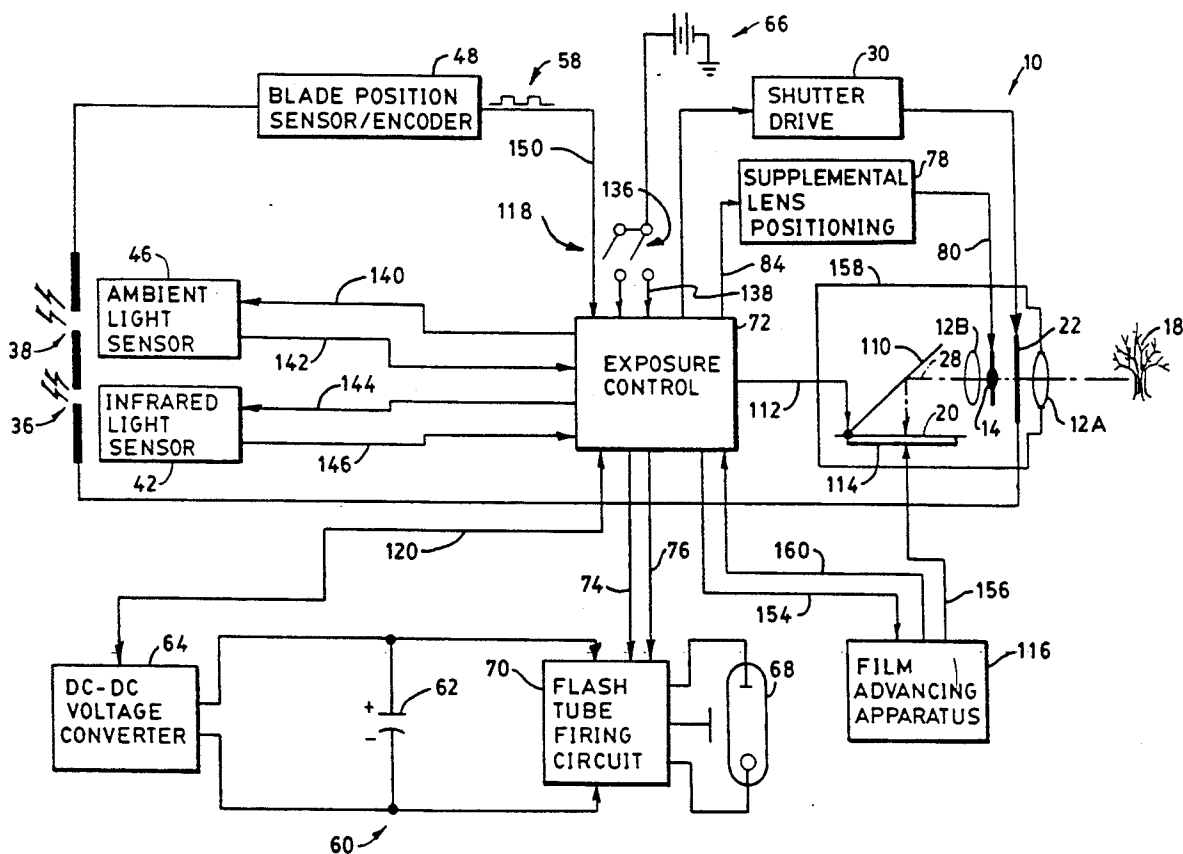 66
48
58
30
10
BLADE POSITION
SENSOR/ENCODER
SHUTTER
DRIVE
150
136
78
SUPPLEMENTAL
LENS
POSITIONING
118
46
140
84
138
80
158
AMBIENT
LIGHT
SENSOR
38
142
72
12B
22
18
110
28
EXPOSURE
CONTROL
144
INFRARED
LIGHT
SENSOR
36
112
20
14
12A
146
42
114
120
76
160
74
154
156
64
DC-DC
VOLTAGE
CONVERTER
62
+
-
70
FLASH
TUBE
FIRING
CIRCUIT
68
116
FILM
ADVANCING
APPARATUS
60